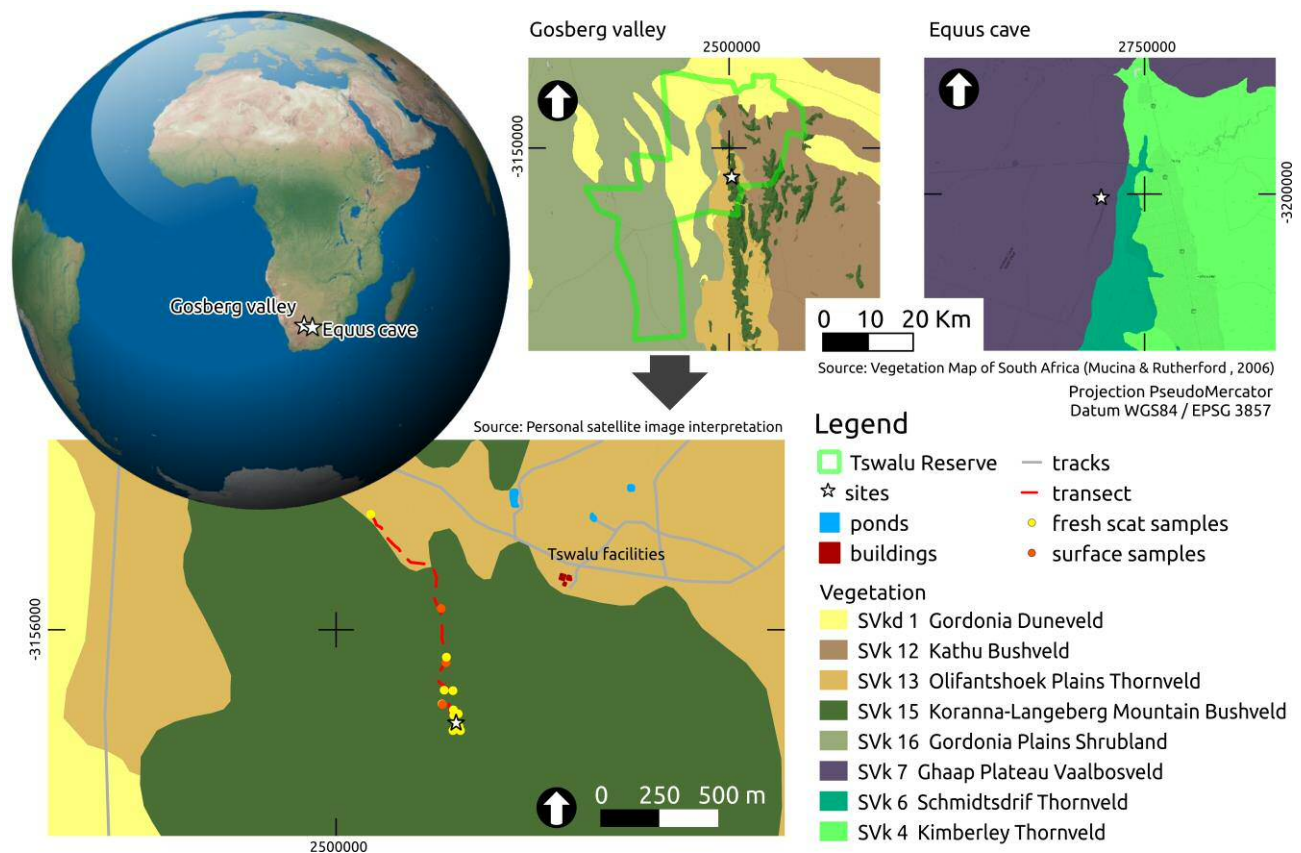 Gosberg valley
Equus cave
Gosberg valley
2500000
-3150000
Equus cave
2750000
-3200000
0 10 20 Km
Source: Vegetation Map of South Africa (Mucina & Rutherford , 2006)
Projection PseudoMercator
Datum WGS84 / EPSG 3857
Source: Personal satellite image interpretation
Tswalu facilities
-3156000
2500000
0 250 500 m
Legend
Tswalu Reserve
sites
ponds
buildings
tracks
transect
fresh scat samples
surface samples
Vegetation
SVkd 1 Gordonia Duneveld
SVk 12 Kathu Bushveld
SVk 13 Olifantshoek Plains Thornveld
SVk 15 Koranna-Langeberg Mountain Bushveld
SVk 16 Gordonia Plains Shrubland
SVk 7 Ghaap Plateau Vaalbosveld
SVk 6 Schmidtsdrif Thornveld
SVk 4 Kimberley Thornveld